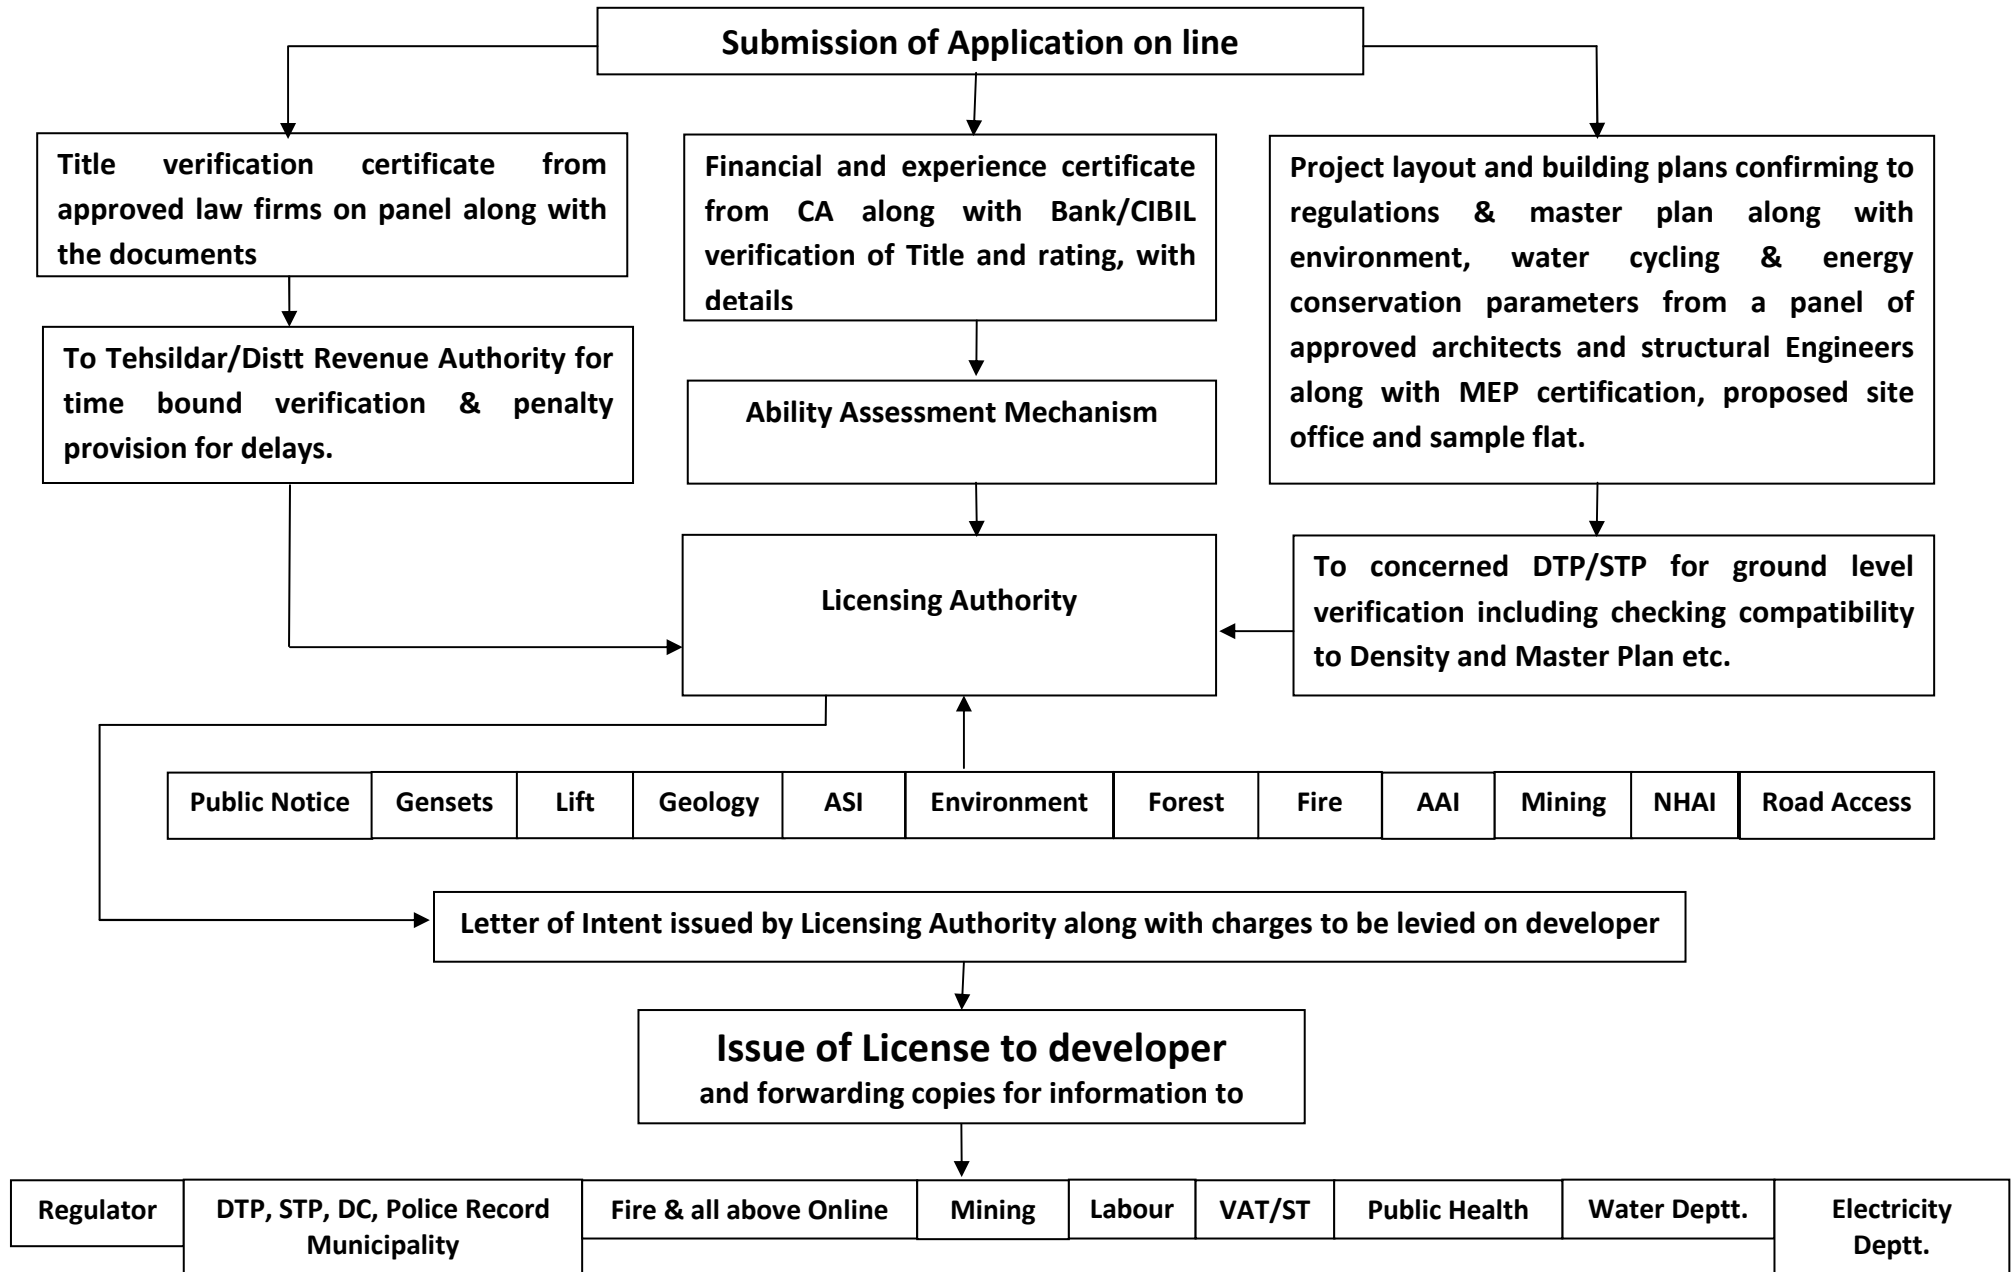 Submission of Application on line
Title verification certificate from
approved law firms on panel along with
the documents
Financial and experience certificate
from CA along with Bank/CIBIL
verification of Title and rating, with
details
Project layout and building plans confirming to
regulations & master plan along with
environment, water cycling & energy
conservation parameters from a panel of
approved architects and structural Engineers
along with MEP certification, proposed site
office and sample flat.
To Tehsildar/Distt Revenue Authority for
time bound verification & penalty
provision for delays.
Ability Assessment Mechanism
Licensing Authority
To concerned DTP/STP for ground level
verification including checking compatibility
to Density and Master Plan etc.
Public Notice
Gensets
Lift
Geology
ASI
Environment
Forest
Fire
AAI
Mining
NHAI
Road Access
Letter of Intent issued by Licensing Authority along with charges to be levied on developer
Issue of License to developer
and forwarding copies for information to
Regulator
DTP, STP, DC, Police Record
Municipality
Fire & all above Online
Mining
Labour
VAT/ST
Public Health
Water Deptt.
Electricity
Deptt.